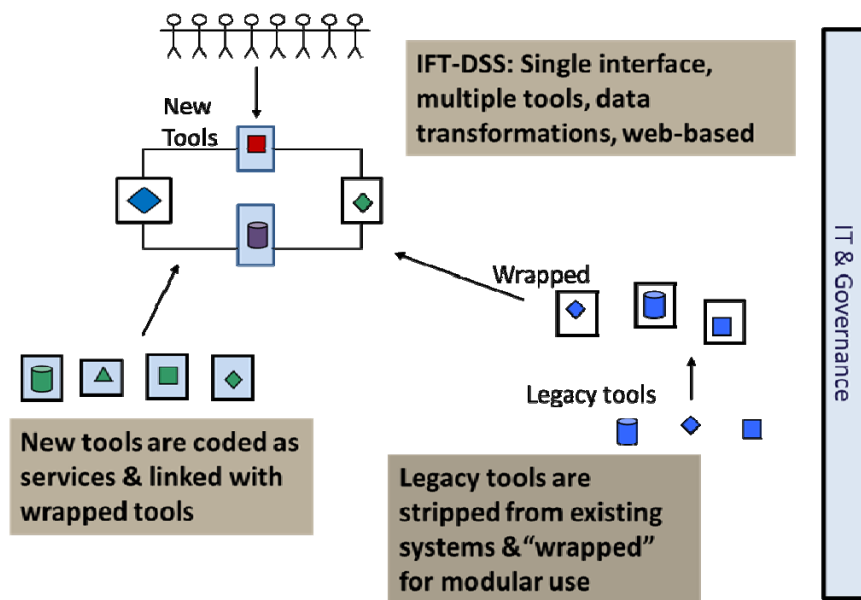 IFT-DSS: Single interface,
multiple tools, data
transformations, web-based
New
Tools
Wrapped
Legacy tools
New tools are coded as
services & linked with
wrapped tools
Legacy tools are
stripped from existing
systems &“wrapped”
for modular use
IT & Governance